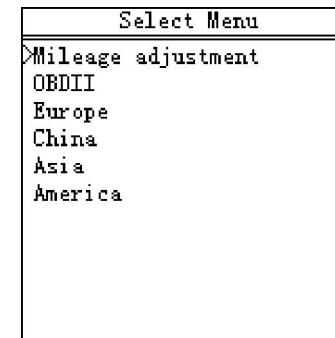 Select Menu
>Mileage adjustment
OBDII
Europe
China
Asia
America